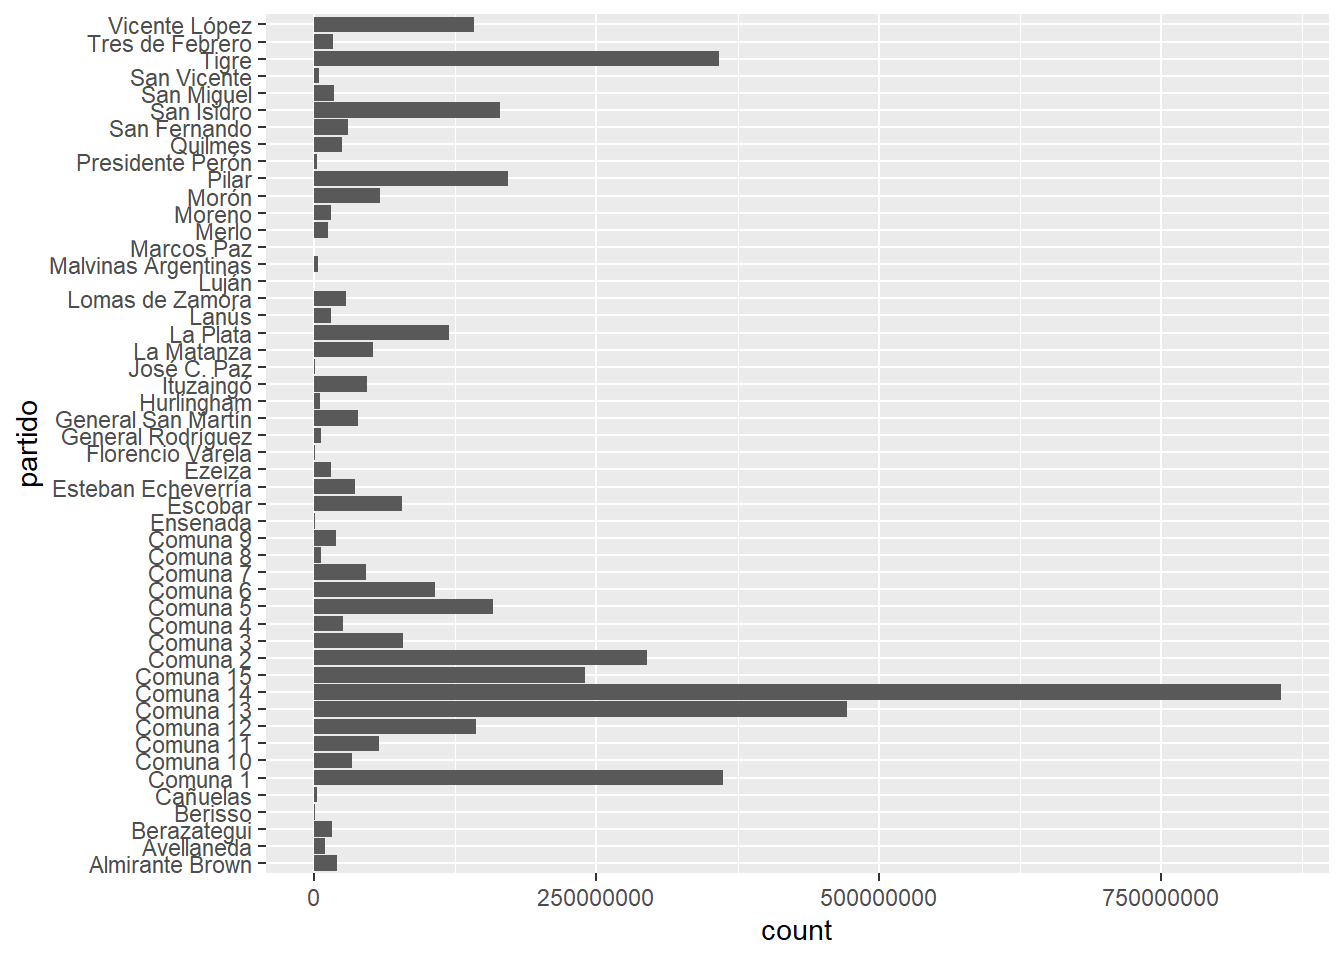 Vicente López
Tres de Febrero
Tigre
San Vicente
San Miguel
San Isidro
San Fernando
Quilmes
Presidente Perón
Pilar
Morón
Moreno
Merlo
Marcos Paz
Malvinas Argentinas
Luján
Lomas de Zamora
Lanús
La Plata
La Matanza
José C. Paz
Ituzaingó
Hurlingham
General San Martín
General Rodríguez
Florencio Varela
Ezeiza
Esteban Echeverría
Escobar
Ensenada
Comuna 9
Comuna 8
Comuna 7
Comuna 6
Comuna 5
Comuna 4
Comuna 3
Comuna 2
Comuna 15
Comuna 14
Comuna 13
Comuna 12
Comuna 11
Comuna 10
Comuna 1
Cañuelas
Berisso
Berazategui
Avellaneda
Almirante Brown
partido
0 250000000 500000000 750000000
count